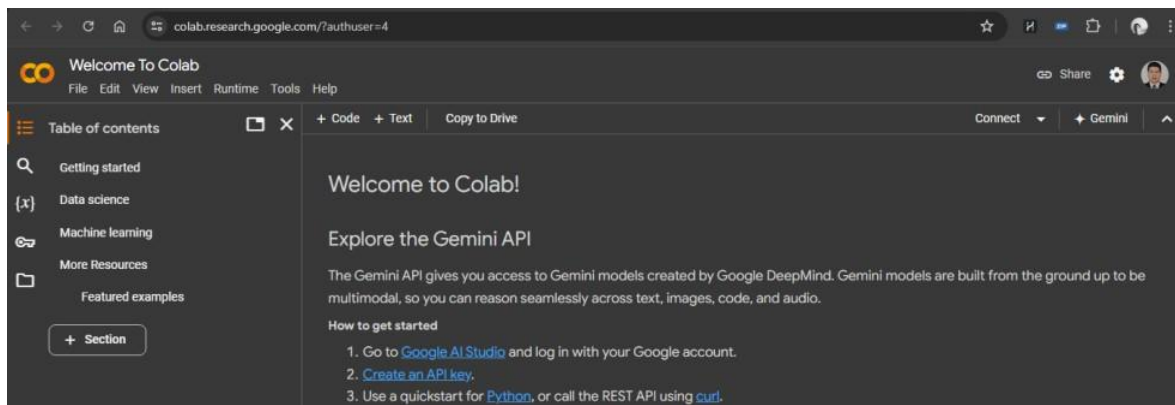 colab.research.google.com/?authuser=4
Welcome To Colab
File Edit View Insert Runtime Tools Help
Share
Table of contents
+ Code + Text Copy to Drive
Connect Gemini
Getting started
Data science
Machine learning
More Resources
Featured examples
+ Section
Welcome to Colab!
Explore the Gemini API
The Gemini API gives you access to Gemini models created by Google DeepMind. Gemini models are built from the ground up to be
multimodal, so you can reason seamlessly across text, images, code, and audio.
How to get started
1. Go to Google AI Studio and log in with your Google account.
2. Create an API key.
3. Use a quickstart for Python, or call the REST API using curl.